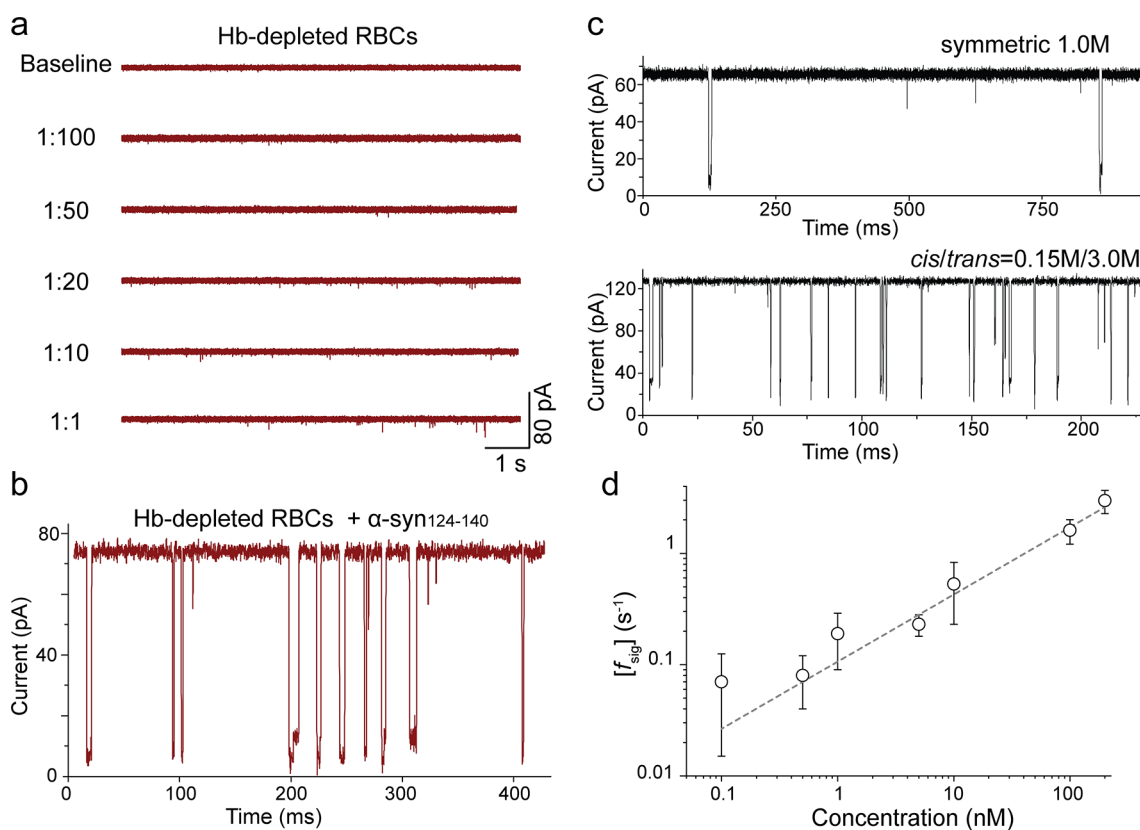 a
Hb-depleted RBCs
Baseline
1:100
1:50
1:20
1:10
1:1
80 pA
1 s
b
Hb-depleted RBCs + α-syn124-140
80
40
0
Current (pA)
0 100 200 300 400
Time (ms)
c
symmetric 1.0M
60
40
20
0
Current (pA)
0 250 500 750
Time (ms)
cis/trans=0.15M/3.0M
120
80
40
0
Current (pA)
0 50 100 150 200
Time (ms)
d
1
0.1
0.01
[fsig] (s-1)
0.1 1 10 100
Concentration (nM)